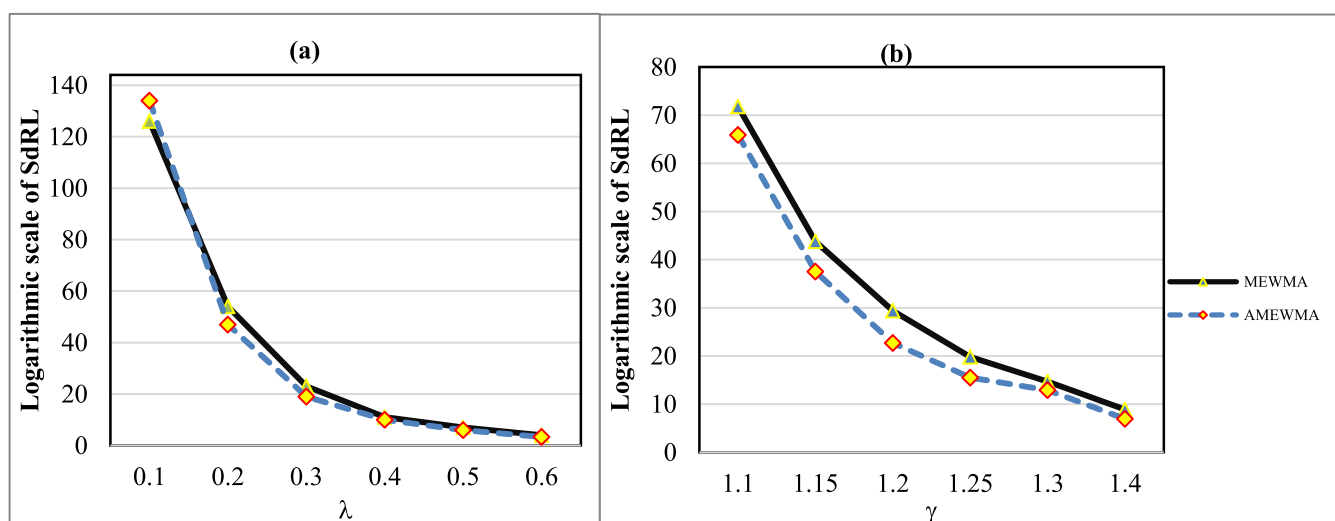 (a)
Logarithmic scale of SdRL
140
120
100
80
60
40
20
0
0.1 0.2 0.3 0.4 0.5 0.6
λ
(b)
Logarithmic scale of SdRL
80
70
60
50
40
30
20
10
0
1.1 1.15 1.2 1.25 1.3 1.4
γ
MEWMA
AMEWMA